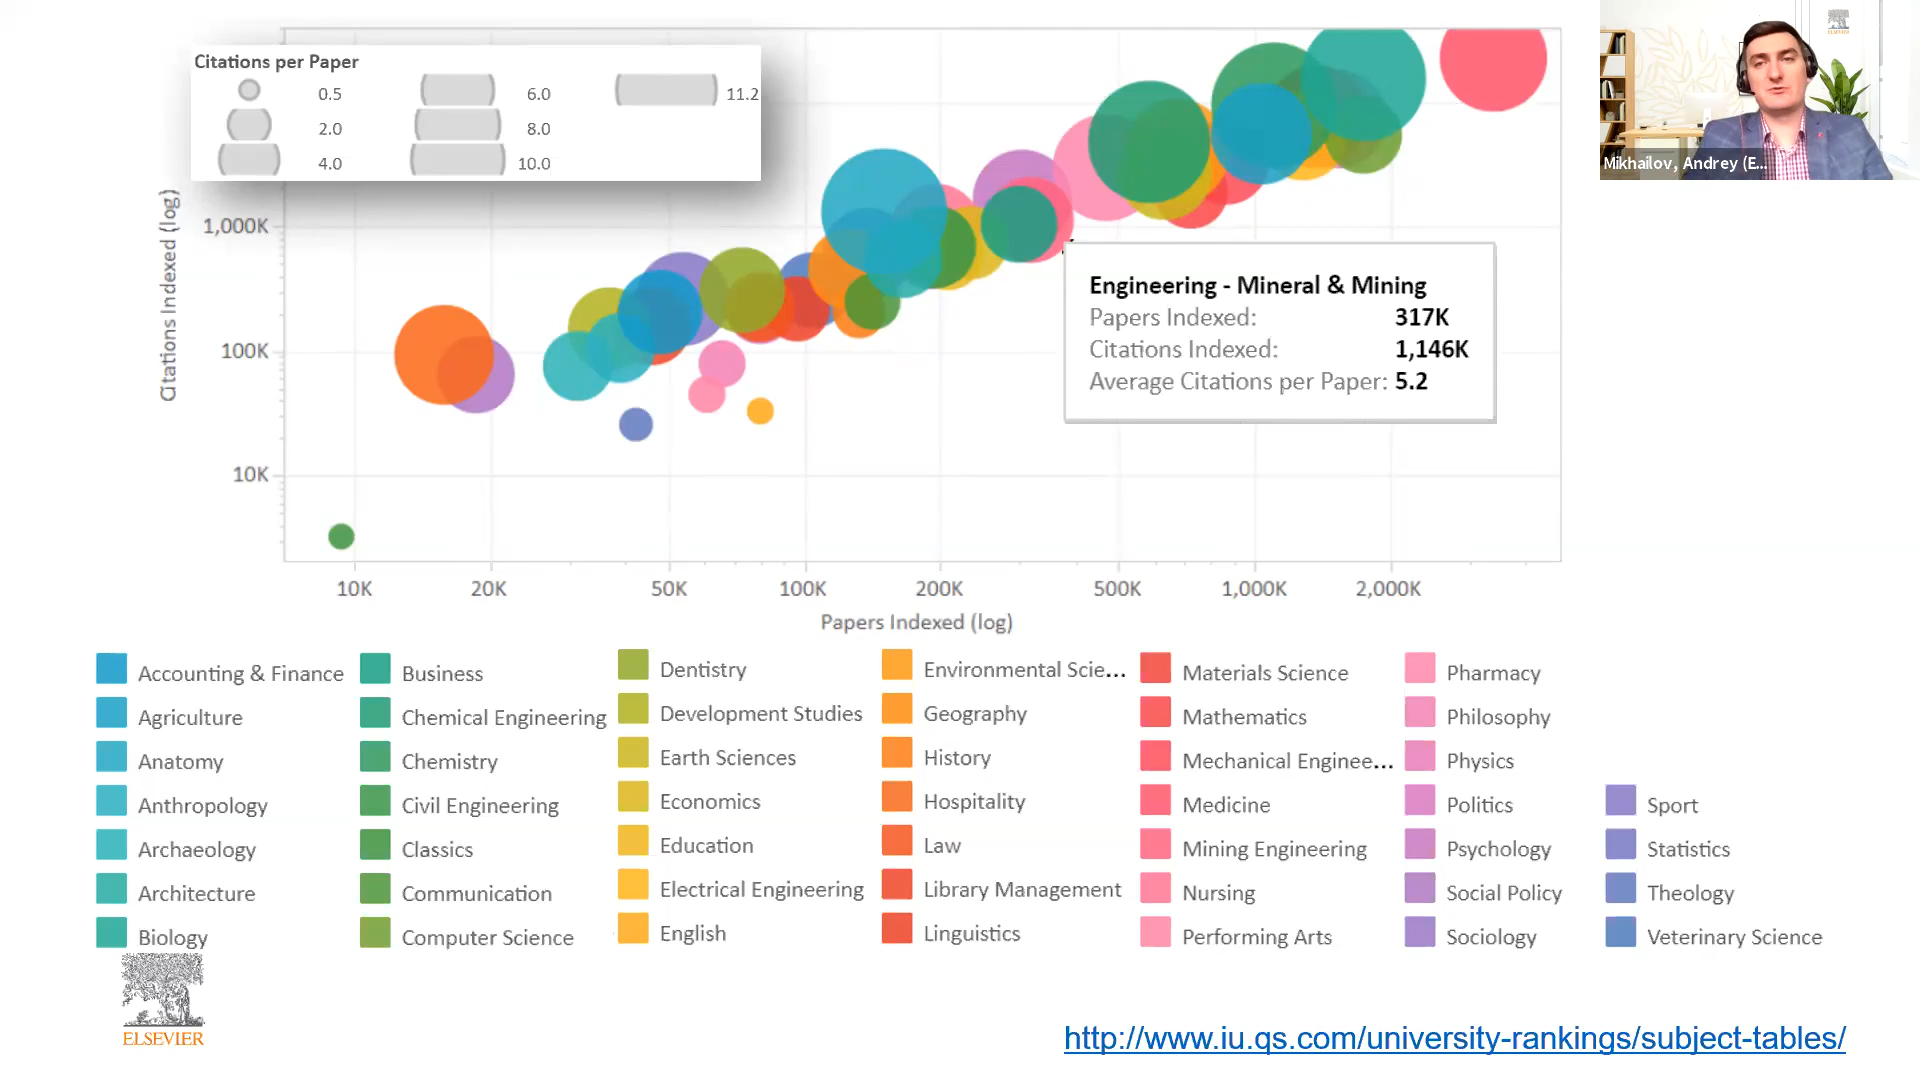 Citations per Paper
0.5 6.0 11.2
2.0 8.0
4.0 10.0
Mikhailov, Andrey (E...
Citations Indexed (log)
1,000K
100K
10K
Engineering - Mineral & Mining
Papers Indexed: 317K
Citations Indexed: 1,146K
Average Citations per Paper: 5.2
10K 20K 50K 100K 200K 500K 1,000K 2,000K
Papers Indexed (log)
Accounting & Finance Business Dentistry Environmental Scie... Materials Science Pharmacy
Agriculture Chemical Engineering Development Studies Geography Mathematics Philosophy
Anatomy Chemistry Earth Sciences History Mechanical Enginee... Physics
Anthropology Civil Engineering Economics Hospitality Medicine Politics Sport
Archaeology Classics Education Law Mining Engineering Psychology Statistics
Architecture Communication Electrical Engineering Library Management Nursing Social Policy Theology
Biology Computer Science English Linguistics Performing Arts Sociology Veterinary Science
ELSEVIER
http://www.iu.qs.com/university-rankings/subject-tables/